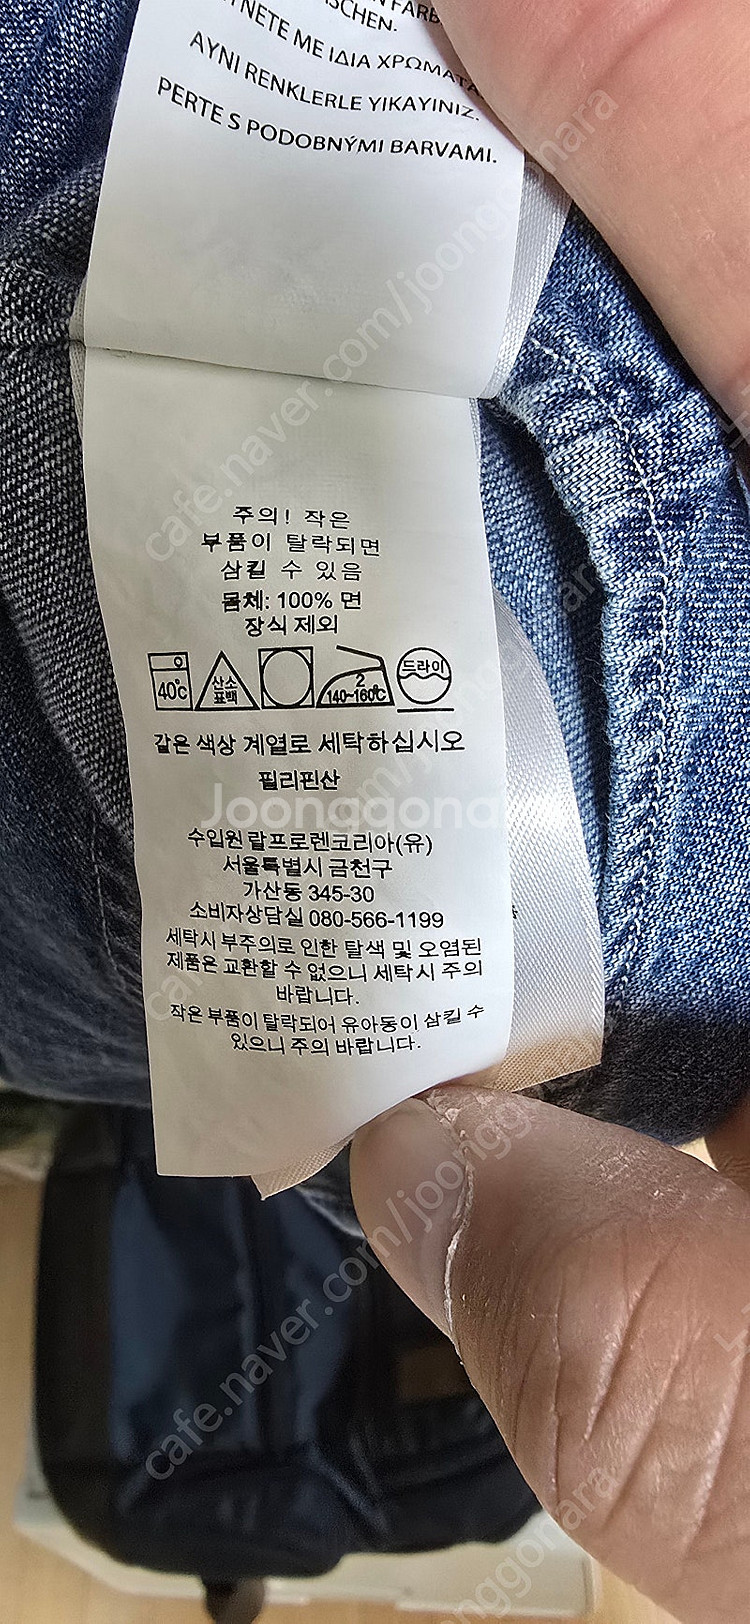 FARB
ISCHEN.
ΠΝΕΤΕ ΜΕ ΙΔΙΑ ΧΡΩΜΑΤΑ
AYNI RENKLERLE YIKAYINIZ.
PERTE S PODOBNÝMI BARVAMI.
주의! 작은
부품이 탈락되면
삼킬 수 있음
몸체: 100% 면
장식 제외
40℃ 산소 표백 2 140~160℃ 드라이
같은 색상 계열로 세탁하십시오
필리핀산
수입원 랄프로렌코리아(유)
서울특별시 금천구
가산동 345-30
소비자상담실 080-566-1199
세탁시 부주의로 인한 탈색 및 오염된
제품은 교환할 수 없으니 세탁시 주의
바랍니다.
작은 부품이 탈락되어 유아동이 삼킬 수
있으니 주의 바랍니다.
Joonggonara
cafe.naver.com/joonggonara